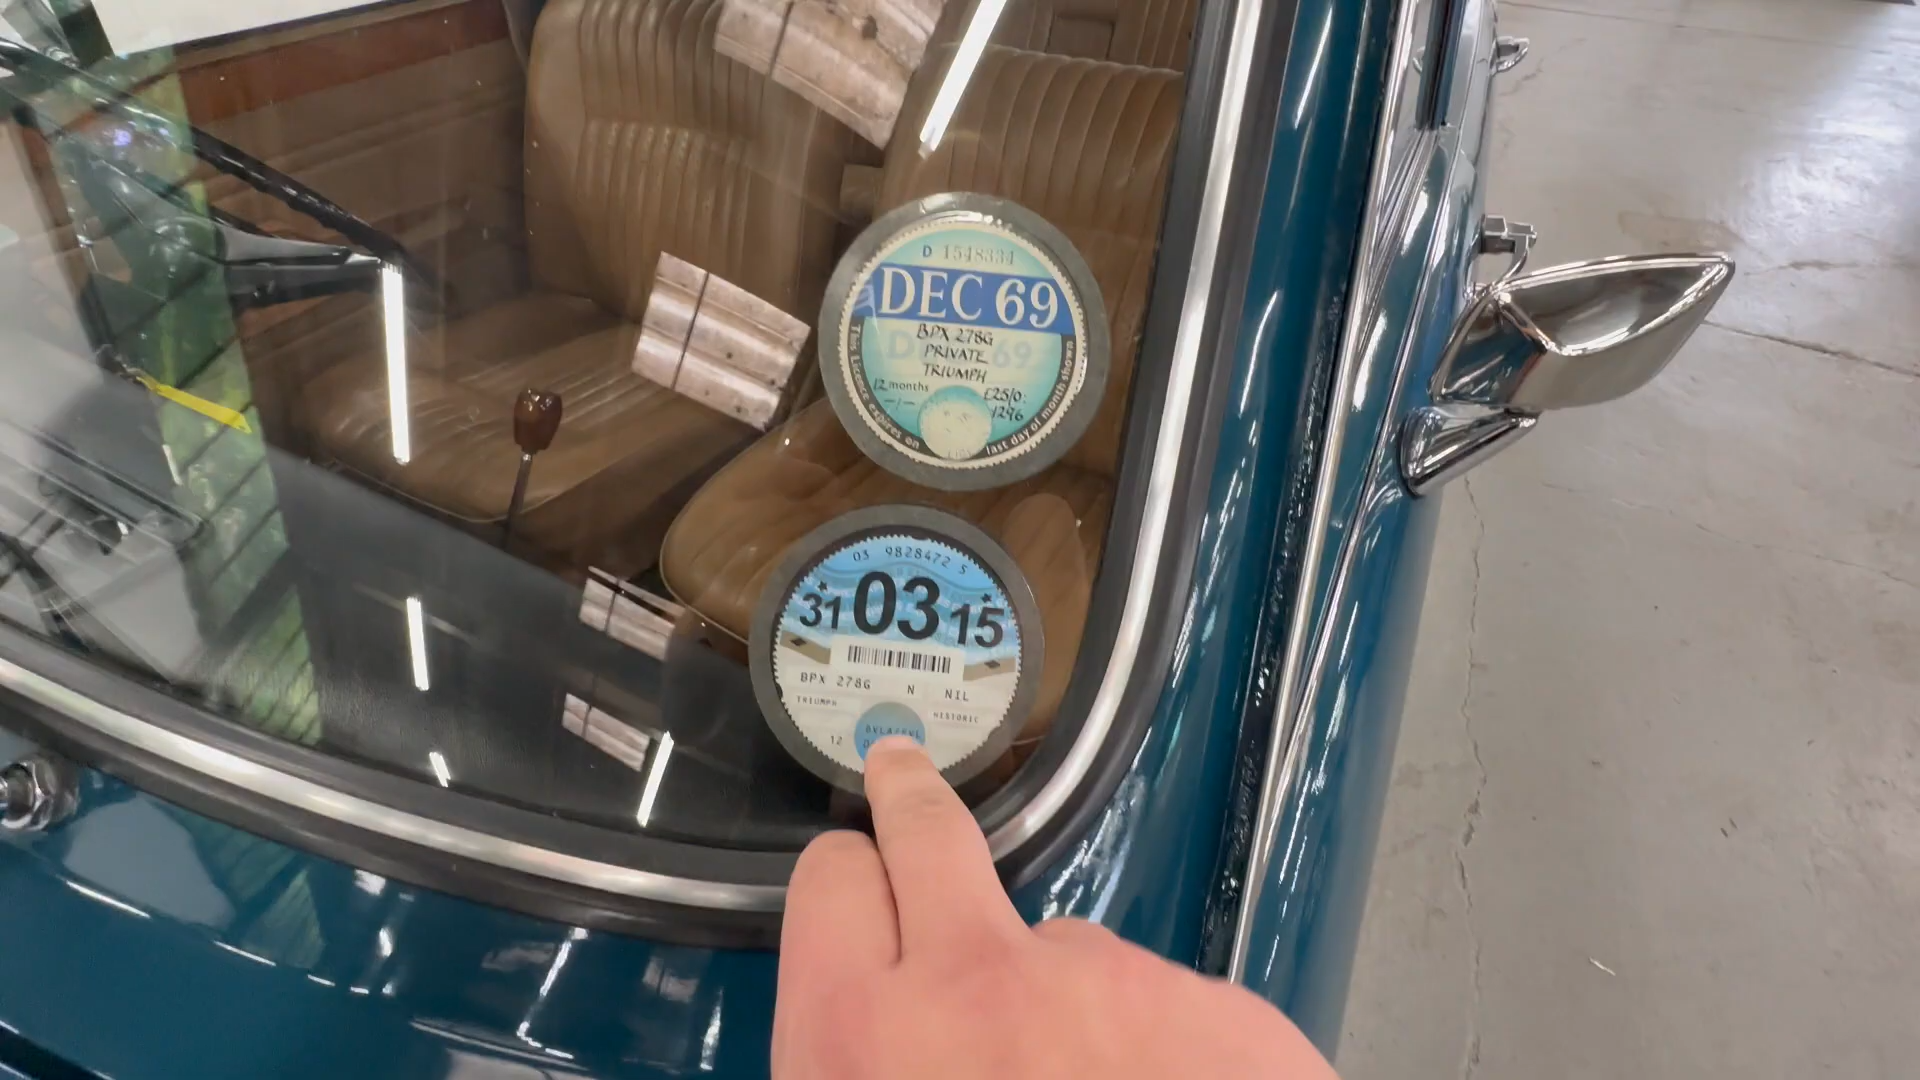 D 1548334
DEC 69
BPX 278G
PRIVATE
TRIUMPH
12 months
£25/0:
1296
This Licence expires on last day of month shown
03 9828472 5
31 03 15
BPX 278G N NIL
TRIUMPH HISTORIC
12